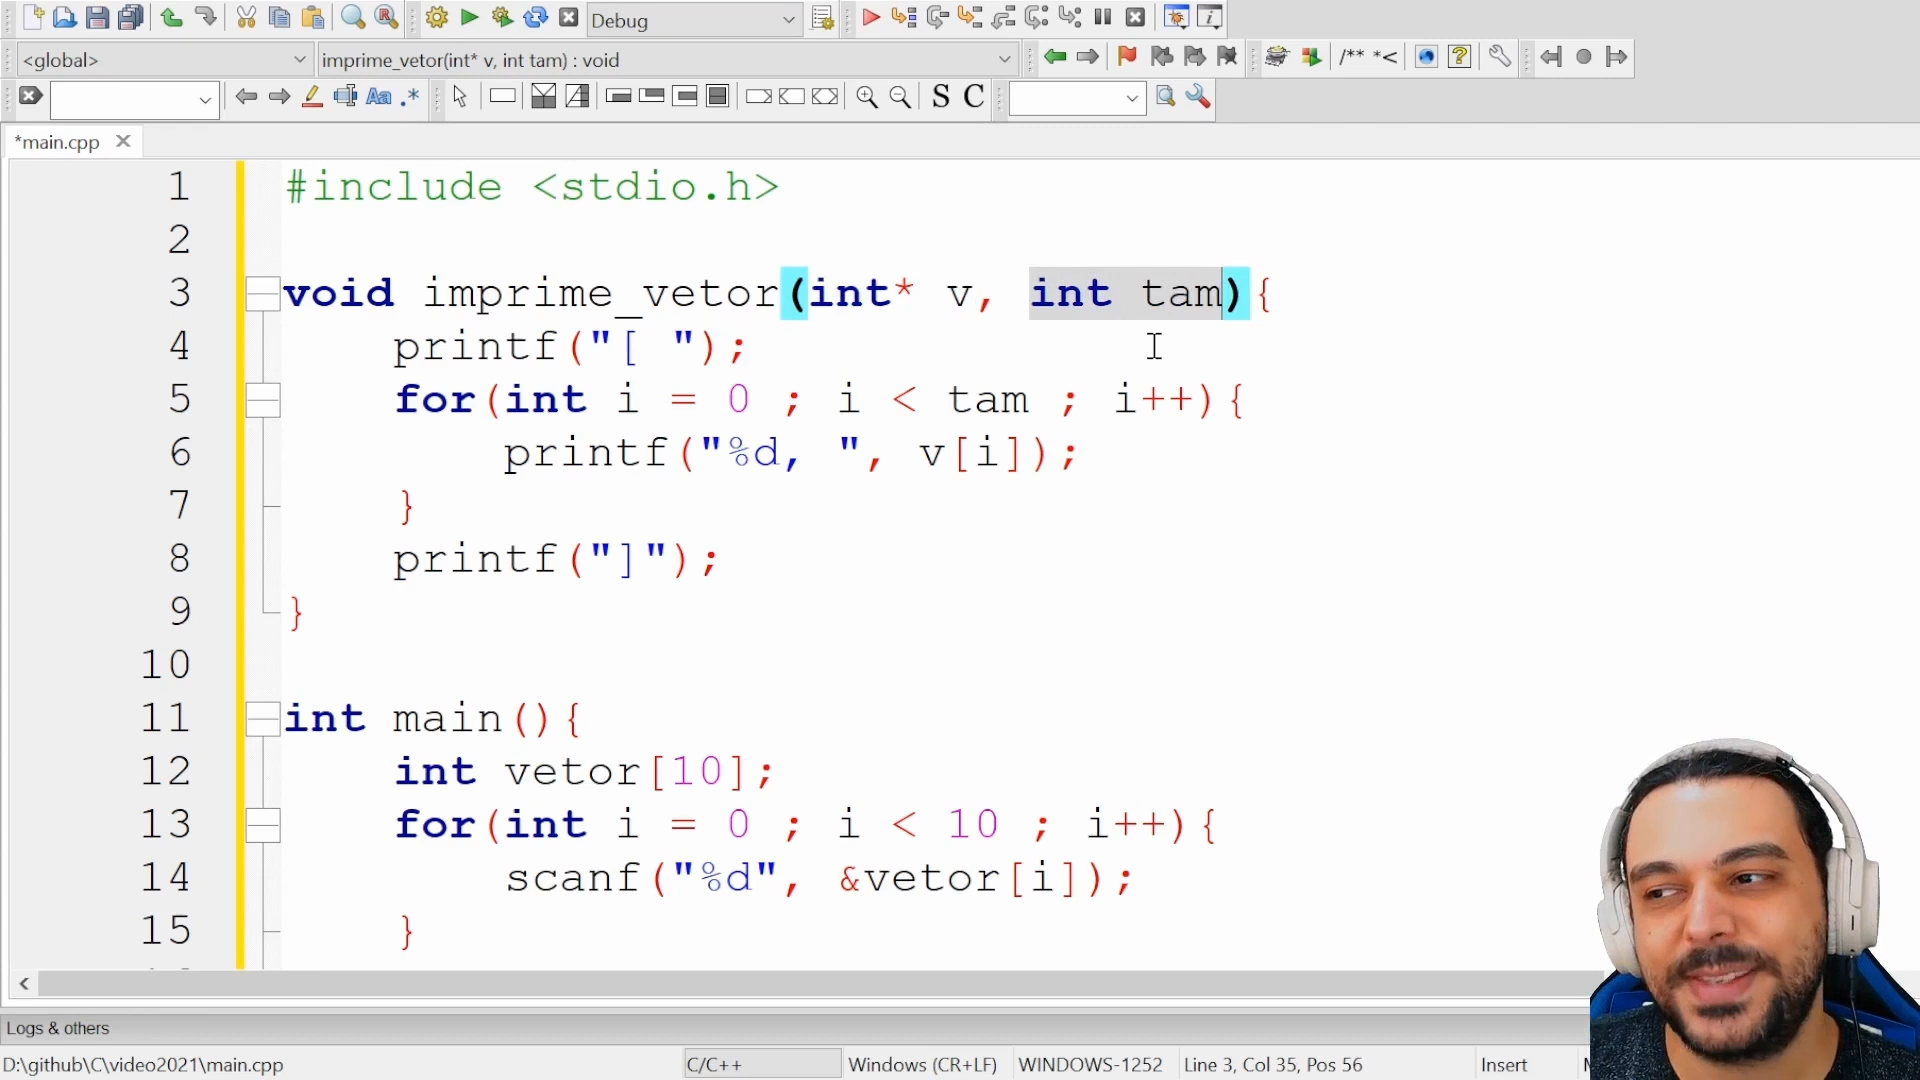 Debug
<global>
imprime_vetor(int* v, int tam) : void
/** *<
Aa .*
S C
*main.cpp
1 #include <stdio.h>
2
3 void imprime_vetor(int* v, int tam){
4 printf("[ ");
5 for(int i = 0 ; i < tam ; i++){
6 printf("%d, ", v[i]);
7 }
8 printf("]");
9 }
10
11 int main(){
12 int vetor[10];
13 for(int i = 0 ; i < 10 ; i++){
14 scanf("%d", &vetor[i]);
15 }
Logs & others
D:\github\C\video2021\main.cpp C/C++ Windows (CR+LF) WINDOWS-1252 Line 3, Col 35, Pos 56 Insert